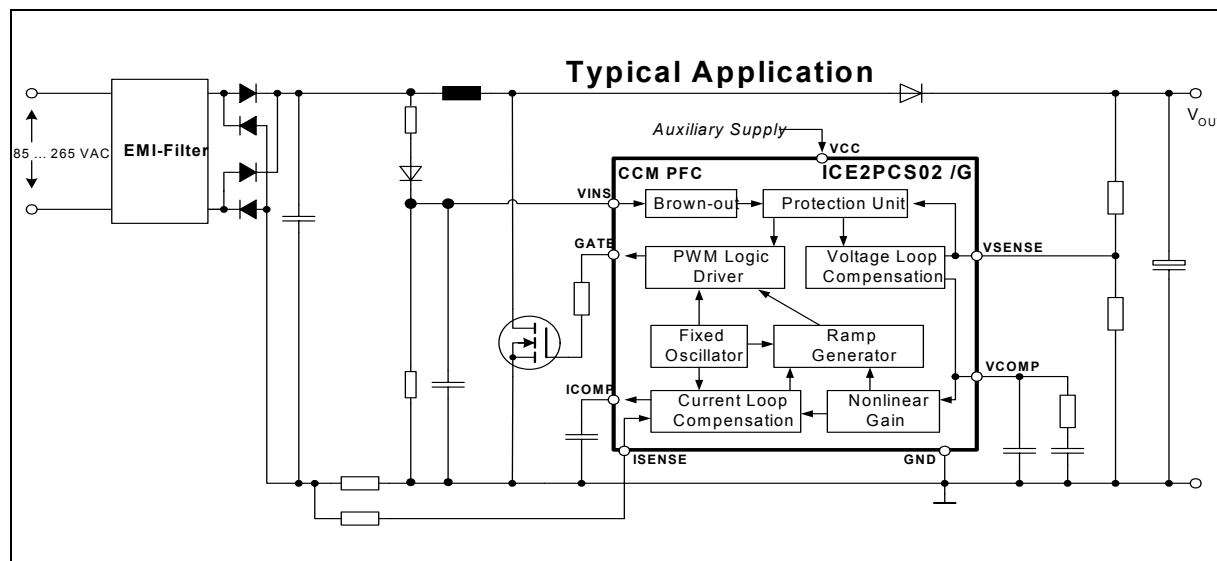 Typical Application
Auxiliary Supply
VCC
85 ... 265 VAC
EMI-Filter
V OUT
CCM PFC
ICE2PCS02 /G
VINS
Brown-out
Protection Unit
GATE
PWM Logic
Driver
Voltage Loop
Compensation
VSENSE
Fixed
Oscillator
Ramp
Generator
VCOMP
ICOMP
Current Loop
Compensation
Nonlinear
Gain
ISENSE
GND